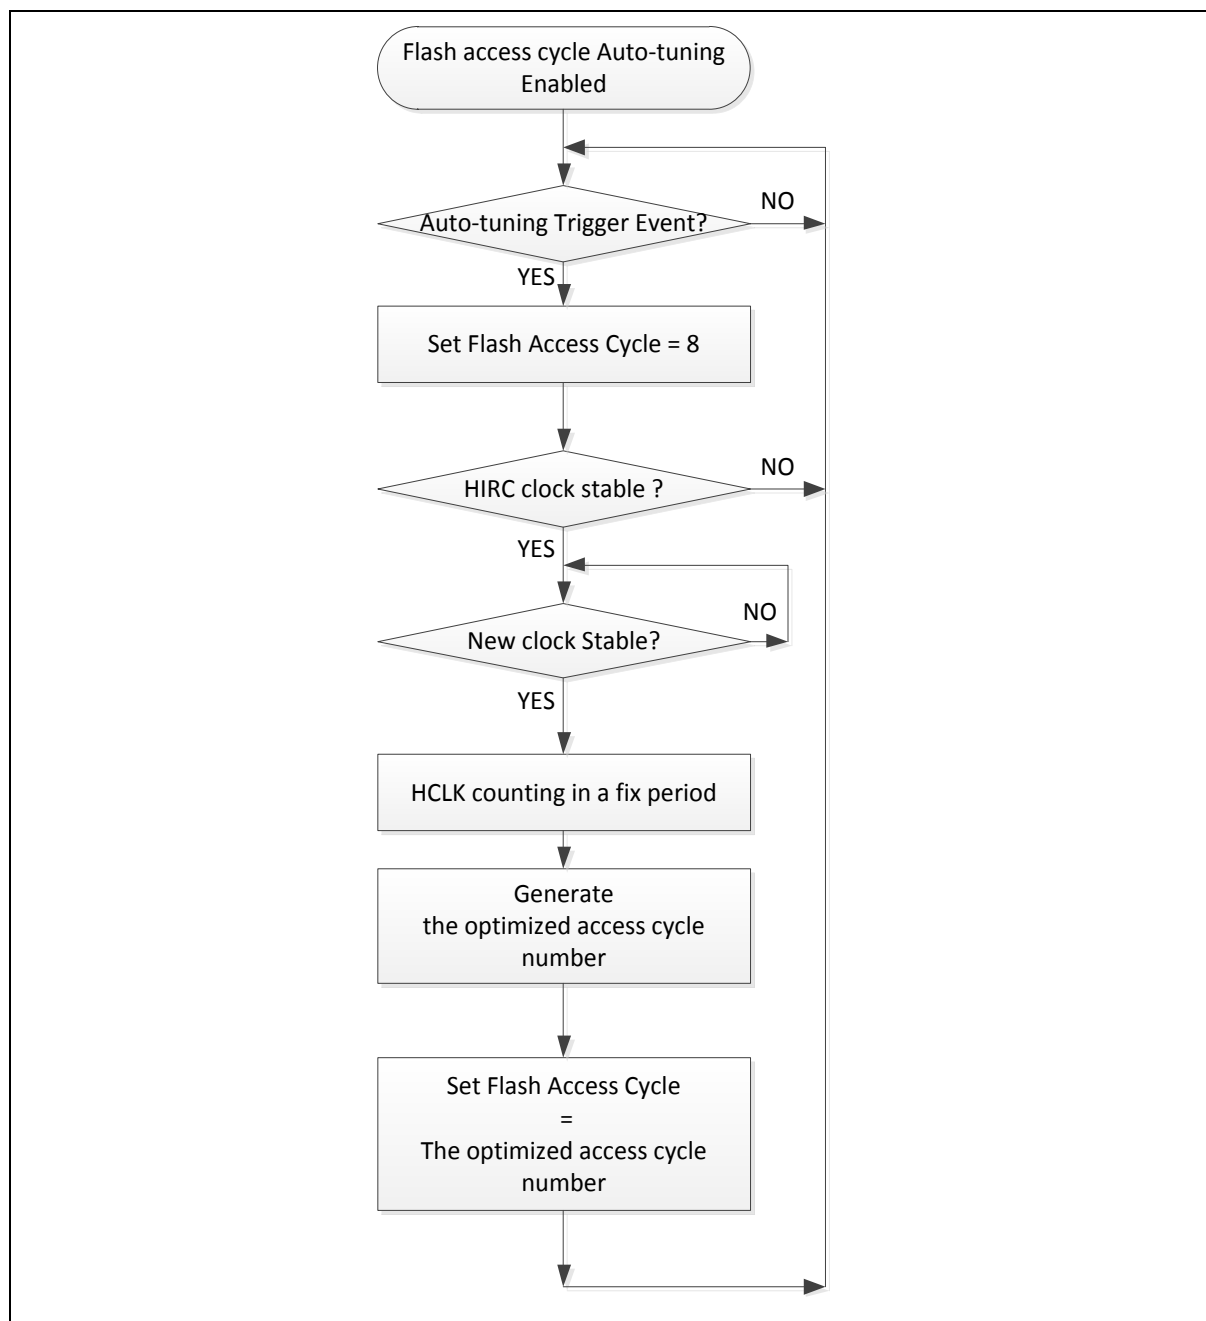 Flash access cycle Auto-tuning
Enabled
Auto-tuning Trigger Event?
NO
YES
Set Flash Access Cycle = 8
HIRC clock stable ?
NO
YES
New clock Stable?
NO
YES
HCLK counting in a fix period
Generate
the optimized access cycle
number
Set Flash Access Cycle
=
The optimized access cycle
number